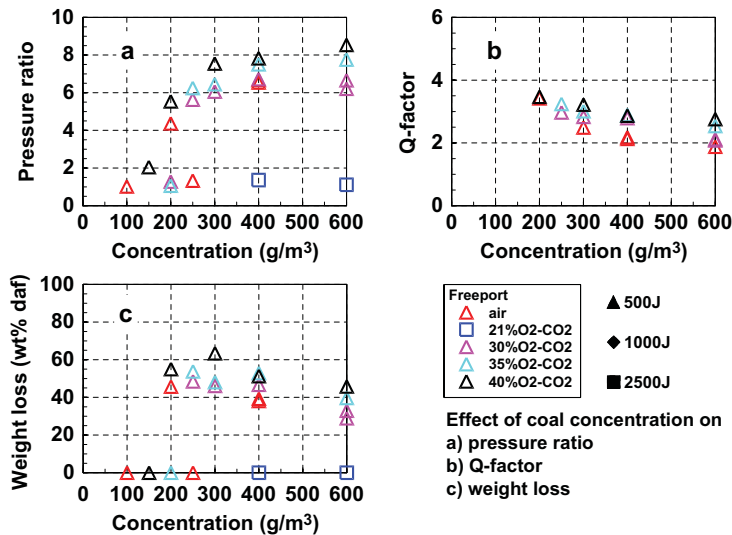 a
Pressure ratio
10
8
6
4
2
0
0 100 200 300 400 500 600
Concentration (g/m³)
b
Q-factor
6
4
2
0
0 100 200 300 400 500 600
Concentration (g/m³)
c
Weight loss (wt% daf)
100
80
60
40
20
0
0 100 200 300 400 500 600
Concentration (g/m³)
Freeport
air
21%O2-CO2
30%O2-CO2
35%O2-CO2
40%O2-CO2
500J
1000J
2500J
Effect of coal concentration on
a) pressure ratio
b) Q-factor
c) weight loss